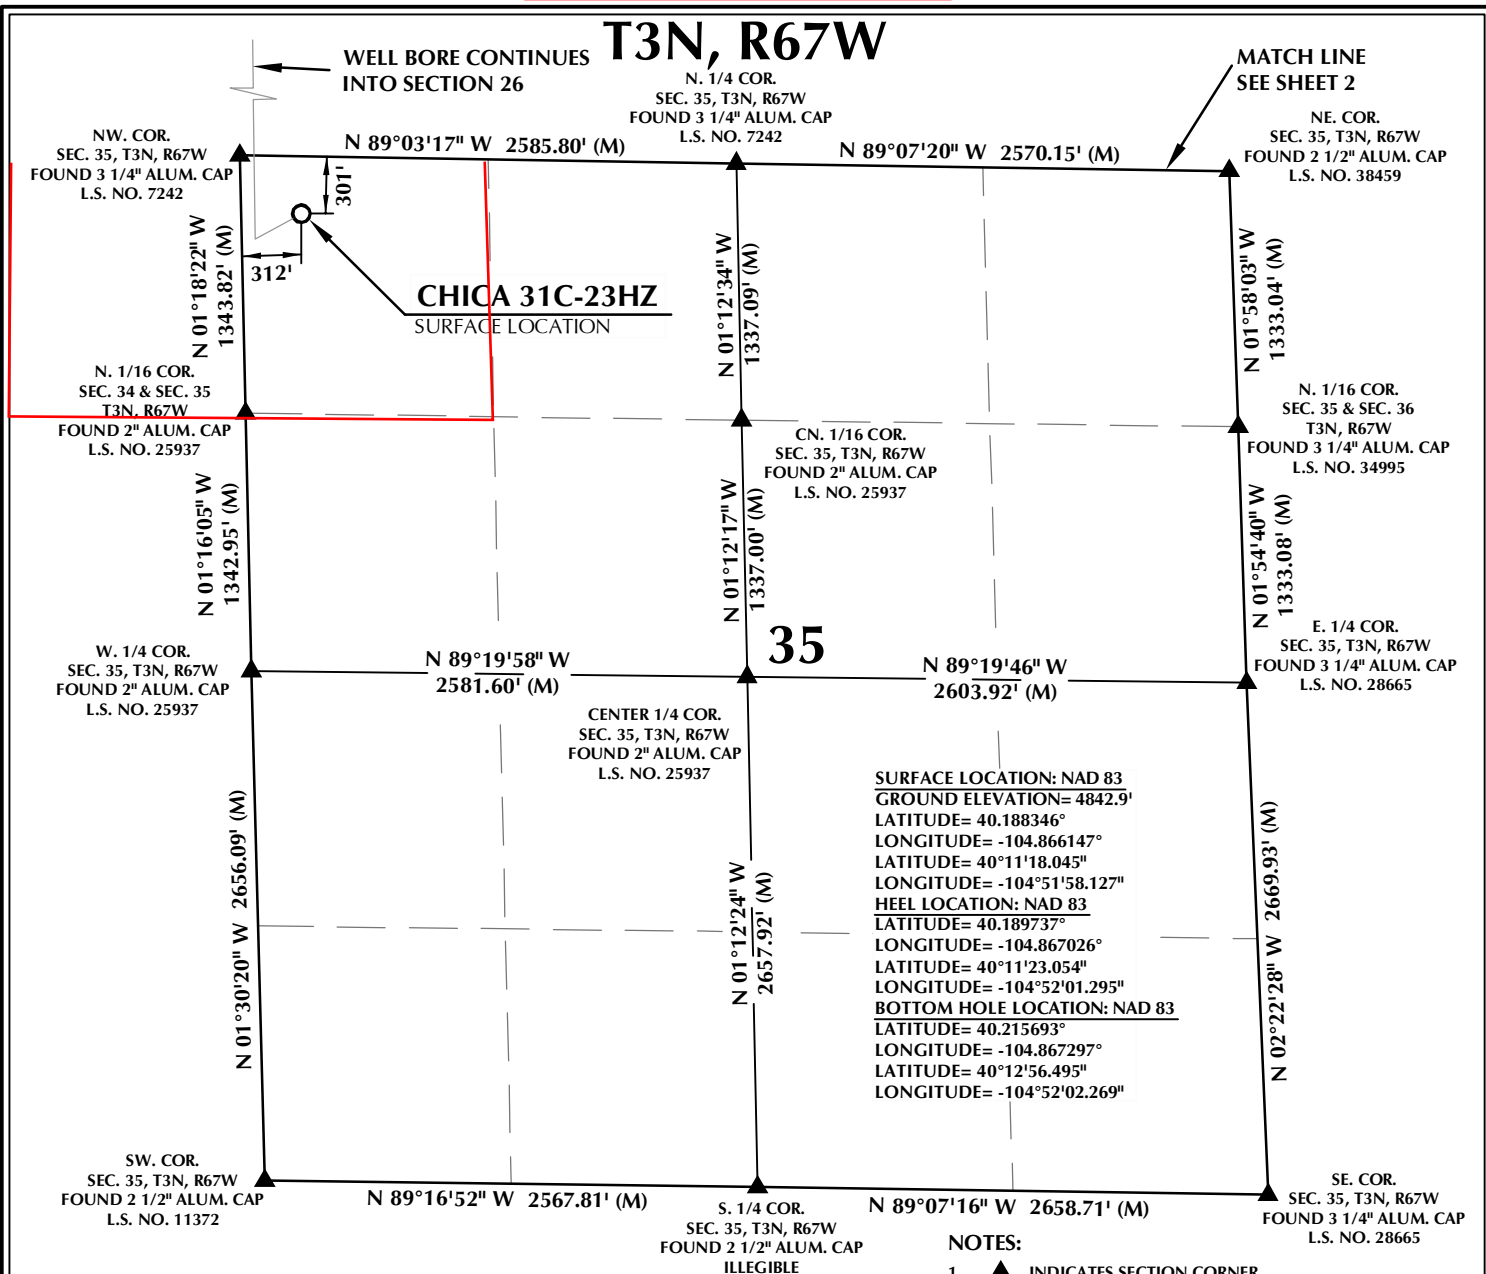 T3N, R67W
WELL BORE CONTINUES
INTO SECTION 26
MATCH LINE
SEE SHEET 2
N. 1/4 COR.
SEC. 35, T3N, R67W
FOUND 3 1/4" ALUM. CAP
L.S. NO. 7242
NW. COR.
SEC. 35, T3N, R67W
FOUND 3 1/4" ALUM. CAP
L.S. NO. 7242
NE. COR.
SEC. 35, T3N, R67W
FOUND 2 1/2" ALUM. CAP
L.S. NO. 38459
N 89°03'17" W 2585.80' (M)
N 89°07'20" W 2570.15' (M)
301'
312'
N 01°18'22" W
1343.82' (M)
CHICA 31C-23HZ
SURFACE LOCATION
N 01°12'34" W
1337.09' (M)
N 01°58'03" W
1333.04' (M)
N. 1/16 COR.
SEC. 34 & SEC. 35
T3N, R67W
FOUND 2" ALUM. CAP
L.S. NO. 25937
CN. 1/16 COR.
SEC. 35, T3N, R67W
FOUND 2" ALUM. CAP
L.S. NO. 25937
N. 1/16 COR.
SEC. 35 & SEC. 36
T3N, R67W
FOUND 3 1/4" ALUM. CAP
L.S. NO. 34995
N 01°16'05" W
1342.95' (M)
N 01°12'17" W
1337.00' (M)
N 01°54'40" W
1333.08' (M)
35
W. 1/4 COR.
SEC. 35, T3N, R67W
FOUND 2" ALUM. CAP
L.S. NO. 25937
N 89°19'58" W
2581.60' (M)
N 89°19'46" W
2603.92' (M)
E. 1/4 COR.
SEC. 35, T3N, R67W
FOUND 3 1/4" ALUM. CAP
L.S. NO. 28665
CENTER 1/4 COR.
SEC. 35, T3N, R67W
FOUND 2" ALUM. CAP
L.S. NO. 25937
SURFACE LOCATION: NAD 83
GROUND ELEVATION= 4842.9'
LATITUDE= 40.188346°
LONGITUDE= -104.866147°
LATITUDE= 40°11'18.045"
LONGITUDE= -104°51'58.127"
HEEL LOCATION: NAD 83
LATITUDE= 40.189737°
LONGITUDE= -104.867026°
LATITUDE= 40°11'23.054"
LONGITUDE= -104°52'01.295"
BOTTOM HOLE LOCATION: NAD 83
LATITUDE= 40.215693°
LONGITUDE= -104.867297°
LATITUDE= 40°12'56.495"
LONGITUDE= -104°52'02.269"
N 01°30'20" W 2656.09' (M)
N 01°12'24" W
2657.92' (M)
N 02°22'28" W 2669.93' (M)
SW. COR.
SEC. 35, T3N, R67W
FOUND 2 1/2" ALUM. CAP
L.S. NO. 11372
N 89°16'52" W 2567.81' (M)
S. 1/4 COR.
SEC. 35, T3N, R67W
FOUND 2 1/2" ALUM. CAP
ILLEGIBLE
N 89°07'16" W 2658.71' (M)
SE. COR.
SEC. 35, T3N, R67W
FOUND 3 1/4" ALUM. CAP
L.S. NO. 28665
NOTES:
1. INDICATES SECTION CORNER